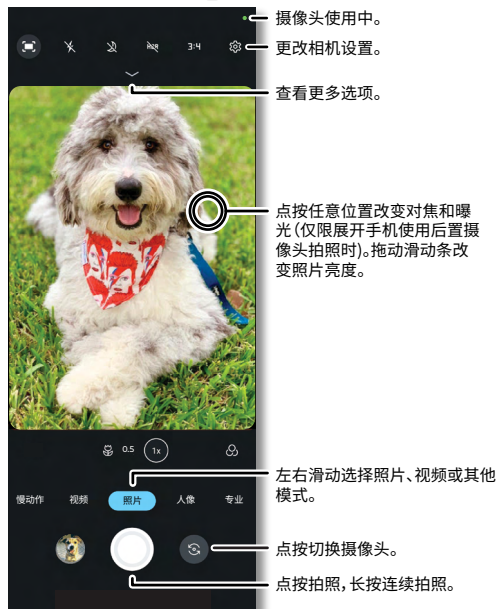 摄像头使用中。
3:4
更改相机设置。
查看更多选项。
点按任意位置改变对焦和曝
光（仅限展开手机使用后置摄
像头拍照时）。拖动滑动条改
变照片亮度。
0.5 1x
左右滑动选择照片、视频或其他
模式。
慢动作 视频 照片 人像 专业
点按切换摄像头。
点按拍照，长按连续拍照。